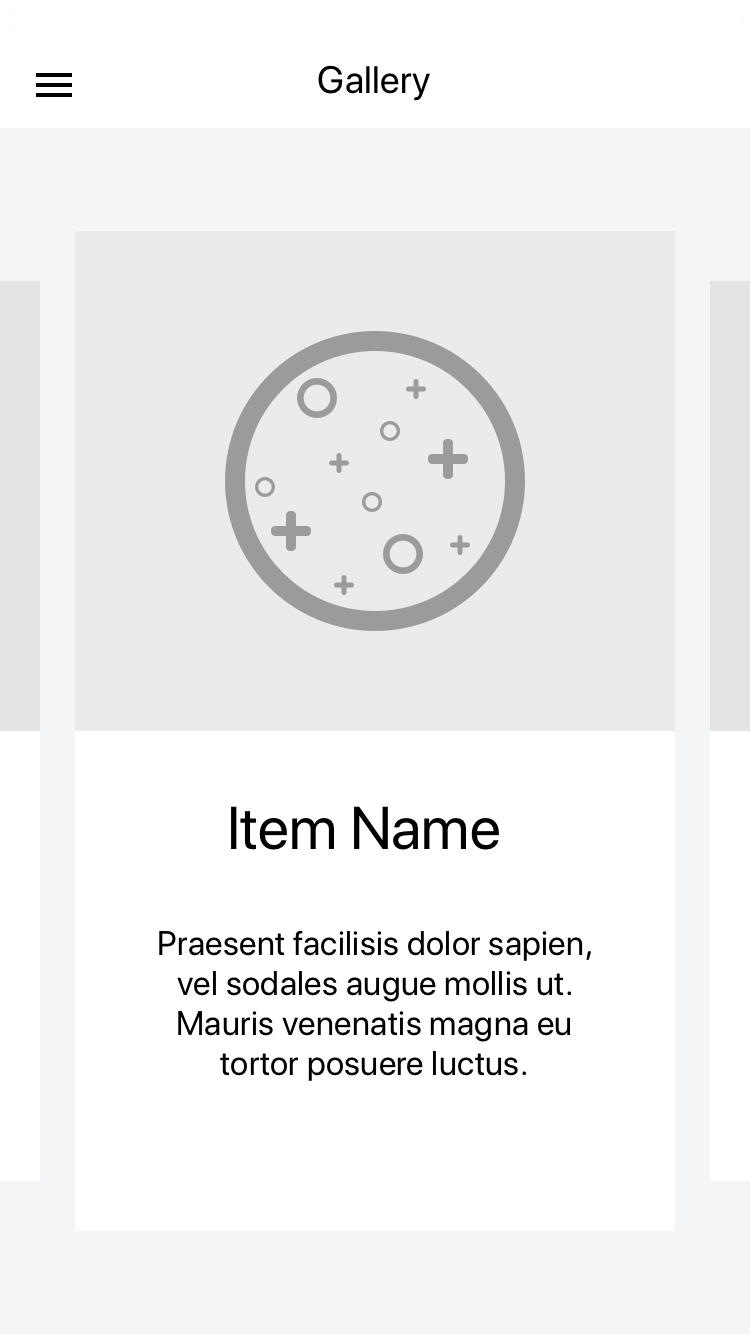 Gallery
Item Name
Praesent facilisis dolor sapien,
vel sodales augue mollis ut.
Mauris venenatis magna eu
tortor posuere luctus.